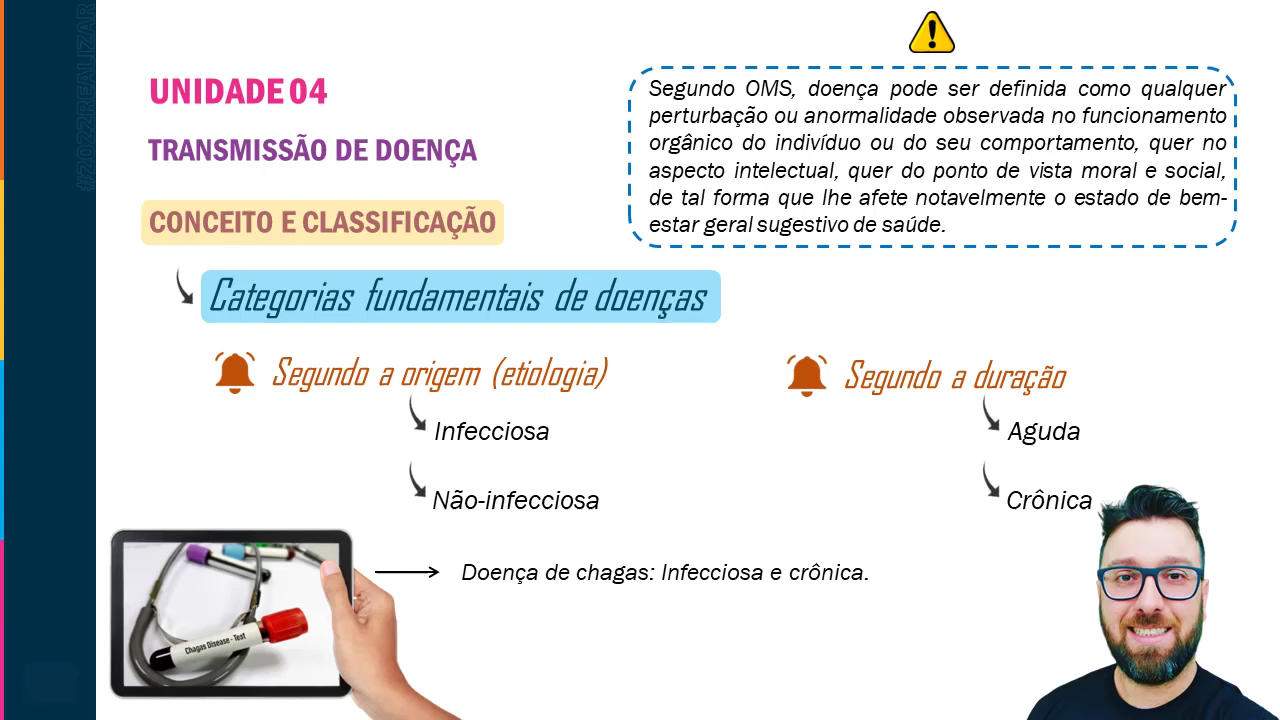 #2022REALIZAR
UNIDADE 04
TRANSMISSÃO DE DOENÇA
CONCEITO E CLASSIFICAÇÃO
Segundo OMS, doença pode ser definida como qualquer
perturbação ou anormalidade observada no funcionamento
orgânico do indivíduo ou do seu comportamento, quer no
aspecto intelectual, quer do ponto de vista moral e social,
de tal forma que lhe afete notavelmente o estado de bem-
estar geral sugestivo de saúde.
Categorias fundamentais de doenças
Segundo a origem (etiologia)
Infecciosa
Não-infecciosa
Segundo a duração
Aguda
Crônica
Doença de chagas: Infecciosa e crônica.
Chagas Disease - Test